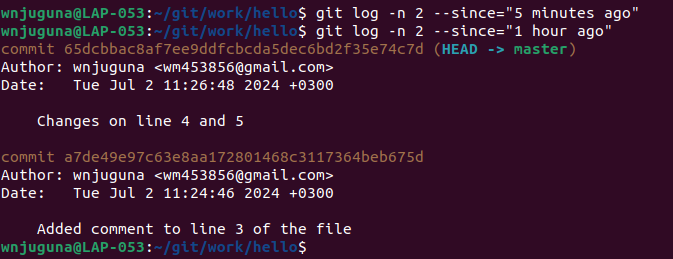 wnjuguna@LAP-053:~/git/work/hello$ git log -n 2 --since="5 minutes ago"
wnjuguna@LAP-053:~/git/work/hello$ git log -n 2 --since="1 hour ago"
commit 65dcbbac8af7ee9ddfcbcda5dec6bd2f35e74c7d (HEAD -> master)
Author: wnjuguna <wm453856@gmail.com>
Date:   Tue Jul 2 11:26:48 2024 +0300

    Changes on line 4 and 5

commit a7de49e97c63e8aa172801468c3117364beb675d
Author: wnjuguna <wm453856@gmail.com>
Date:   Tue Jul 2 11:24:46 2024 +0300

    Added comment to line 3 of the file
wnjuguna@LAP-053:~/git/work/hello$